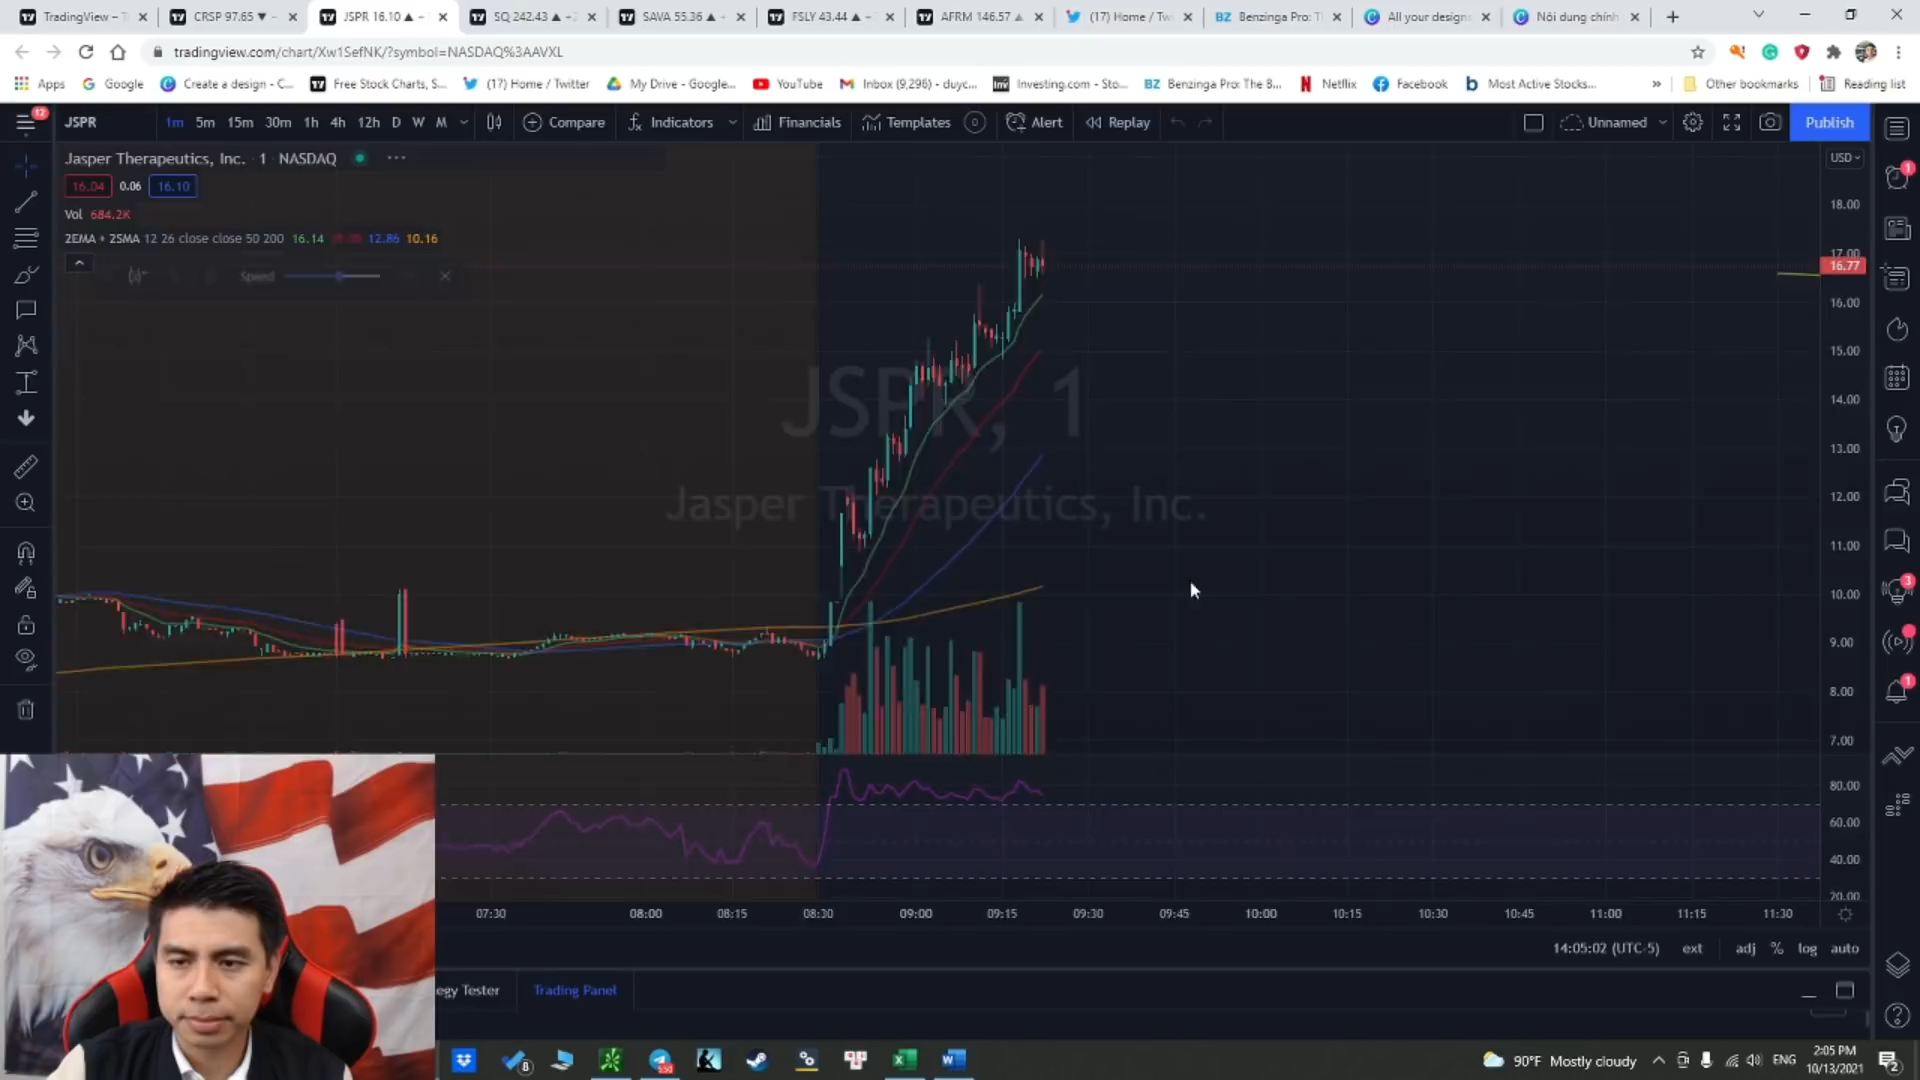 TradingView –
CRSP 97.65 ▼ −
JSPR 16.10 ▲ −
SQ 242.43 ▲
SAVA 55.36 ▲
FSLY 43.44 ▲
AFRM 146.57 ▲
(17) Home / Tw
Benzinga Pro: T
All your designs
Nội dung chính
tradingview.com/chart/Xw1SefNK/?symbol=NASDAQ%3AAVXL
Apps
Google
Create a design - C...
Free Stock Charts, S...
(17) Home / Twitter
My Drive - Google...
YouTube
Inbox (9,296) - duyc...
Investing.com - Sto...
Benzinga Pro: The B...
Netflix
Facebook
Most Active Stocks...
»
Other bookmarks
Reading list
12
JSPR
1m 5m 15m 30m 1h 4h 12h D W M
Compare
Indicators
Financials
Templates
Alert
Replay
Unnamed
Publish
Jasper Therapeutics, Inc. · 1 · NASDAQ
USD
16.04 0.06 16.10
Vol 684.2K
2EMA + 2SMA 12 26 close close 50 200 16.14 12.86 10.16
Speed
JSPR, 1
Jasper Therapeutics, Inc.
18.00
17.00
16.77
16.00
15.00
14.00
13.00
12.00
11.00
10.00
9.00
8.00
7.00
80.00
60.00
40.00
20.00
1
3
1
07:30 08:00 08:15 08:30 09:00 09:15 09:30 09:45 10:00 10:15 10:30 10:45 11:00 11:15 11:30
14:05:02 (UTC-5) ext adj % log auto
egy Tester
Trading Panel
8
90°F Mostly cloudy
ENG
2:05 PM
10/13/2021
2